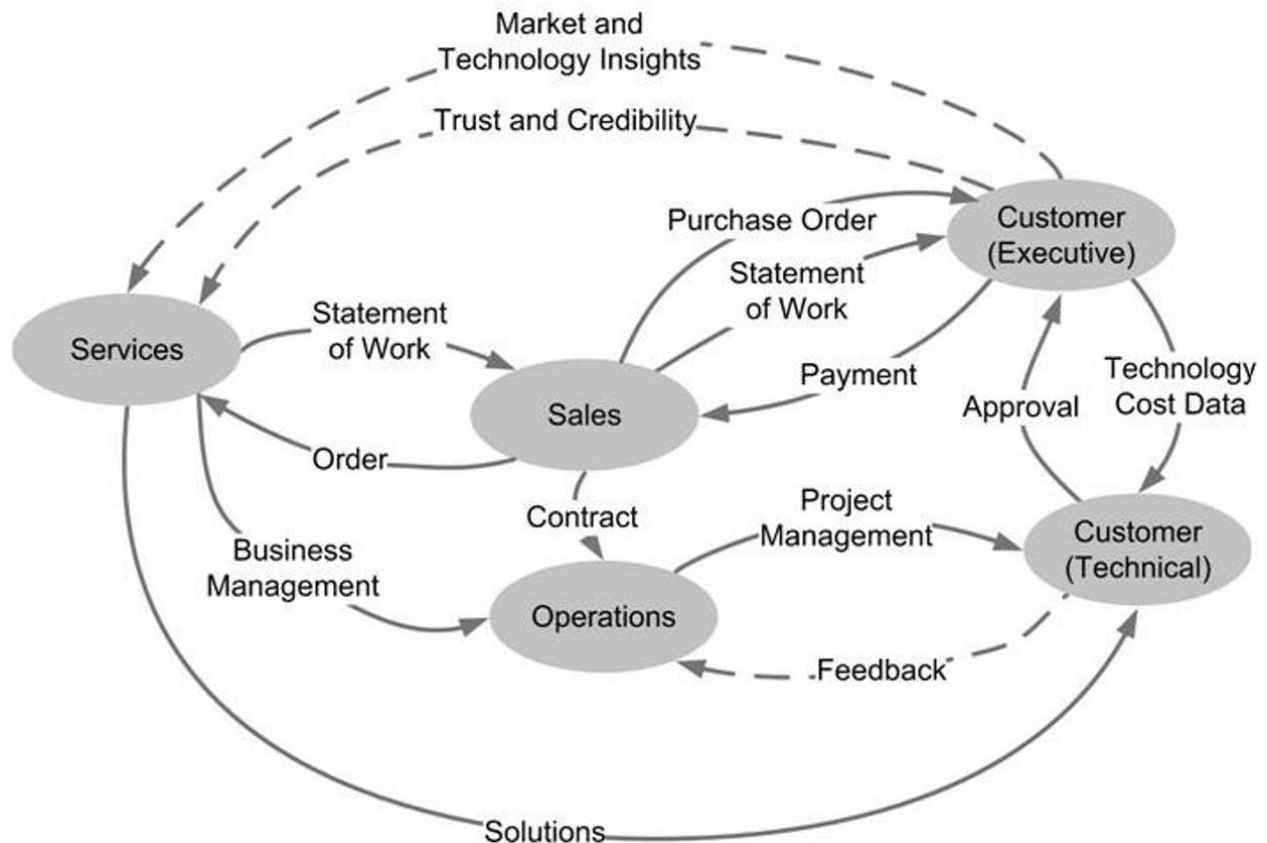 Market and
Technology Insights
Trust and Credibility
Purchase Order
Customer
(Executive)
Statement
of Work
Statement
of Work
Services
Payment
Technology
Cost Data
Approval
Sales
Order
Contract
Project
Management
Customer
(Technical)
Business
Management
Operations
Feedback
Solutions